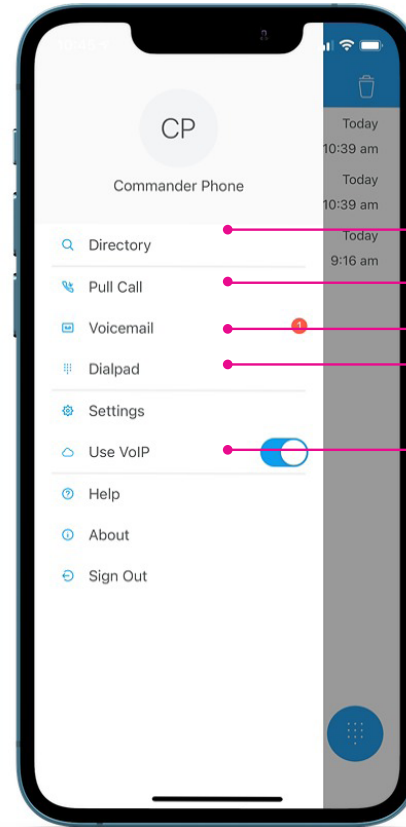 CP
Commander Phone
Directory
Pull Call
Voicemail
1
Dialpad
Settings
Use VoIP
Help
About
Sign Out
Today
10:39 am
Today
10:39 am
Today
9:16 am